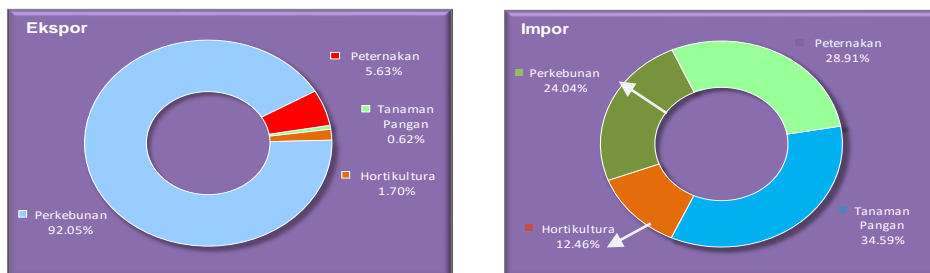 Ekspor
Peternakan
5.63%
Tanaman
Pangan
0.62%
Hortikultura
1.70%
Perkebunan
92.05%
Impor
Peternakan
28.91%
Perkebunan
24.04%
Hortikultura
12.46%
Tanaman
Pangan
34.59%